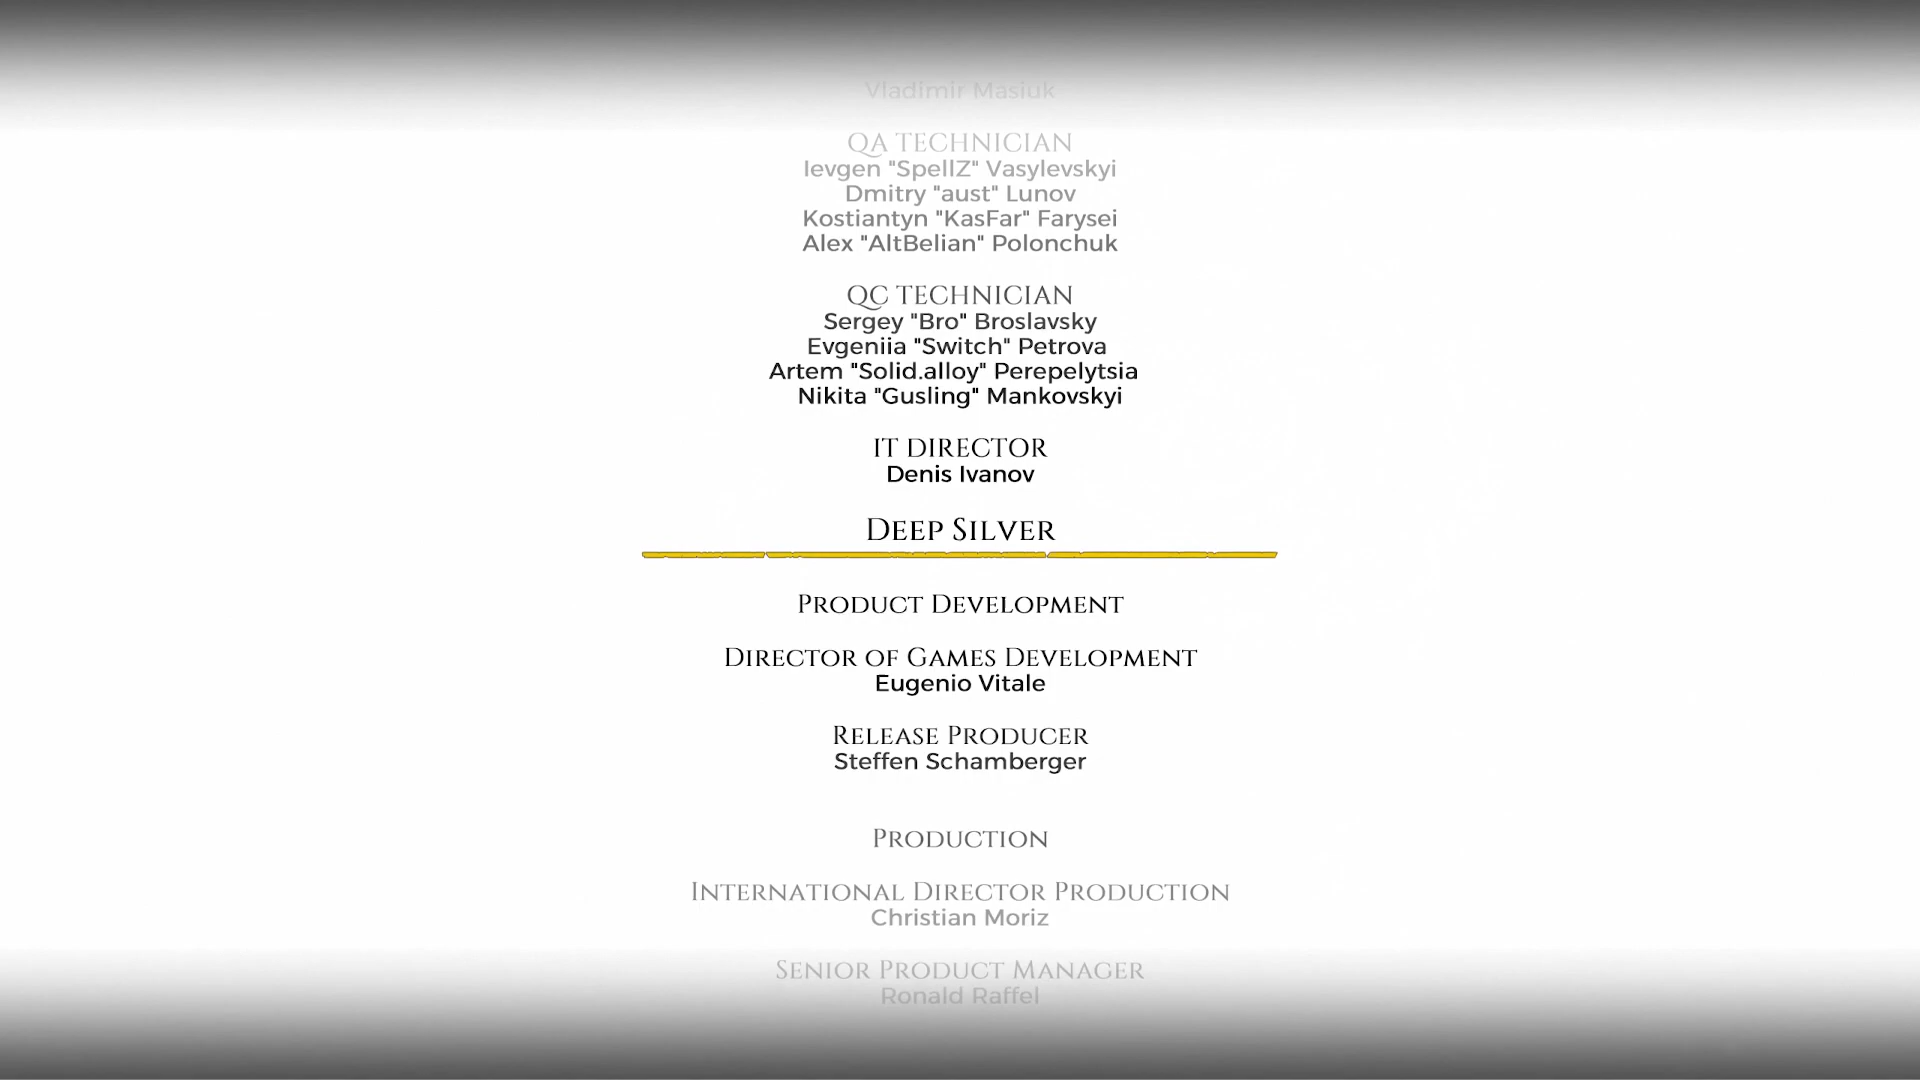 Vladimir Masiuk
QA TECHNICIAN
Ievgen "SpellZ" Vasylevskyi
Dmitry "aust" Lunov
Kostiantyn "KasFar" Farysei
Alex "AltBelian" Polonchuk
QC TECHNICIAN
Sergey "Bro" Broslavsky
Evgeniia "Switch" Petrova
Artem "Solid.alloy" Perepelytsia
Nikita "Gusling" Mankovskyi
IT DIRECTOR
Denis Ivanov
Deep Silver
Product Development
Director of Games Development
Eugenio Vitale
Release Producer
Steffen Schamberger
Production
International Director Production
Christian Moriz
Senior Product Manager
Ronald Raffel